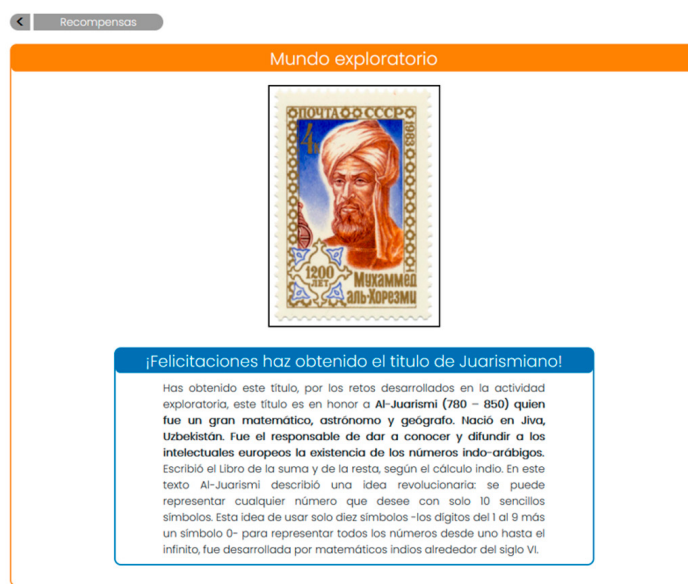 Recompensas
Mundo exploratorio
ПОЧТА СССР
1983
4к
1200
ЛЕТ
Мухаммед
аль-Хорезми
¡Felicitaciones haz obtenido el titulo de Juarismiano!
Has obtenido este título, por los retos desarrollados en la actividad
exploratoria, este título es en honor a Al-Juarismi (780 – 850) quien
fue un gran matemático, astrónomo y geógrafo. Nació en Jiva,
Uzbekistán. Fue el responsable de dar a conocer y difundir a los
intelectuales europeos la existencia de los números indo-arábigos.
Escribió el Libro de la suma y de la resta, según el cálculo indio. En este
texto Al-Juarismi describió una idea revolucionaria: se puede
representar cualquier número que desee con solo 10 sencillos
símbolos. Esta idea de usar solo diez símbolos -los dígitos del 1 al 9 más
un símbolo 0- para representar todos los números desde uno hasta el
infinito, fue desarrollada por matemáticos indios alrededor del siglo VI.